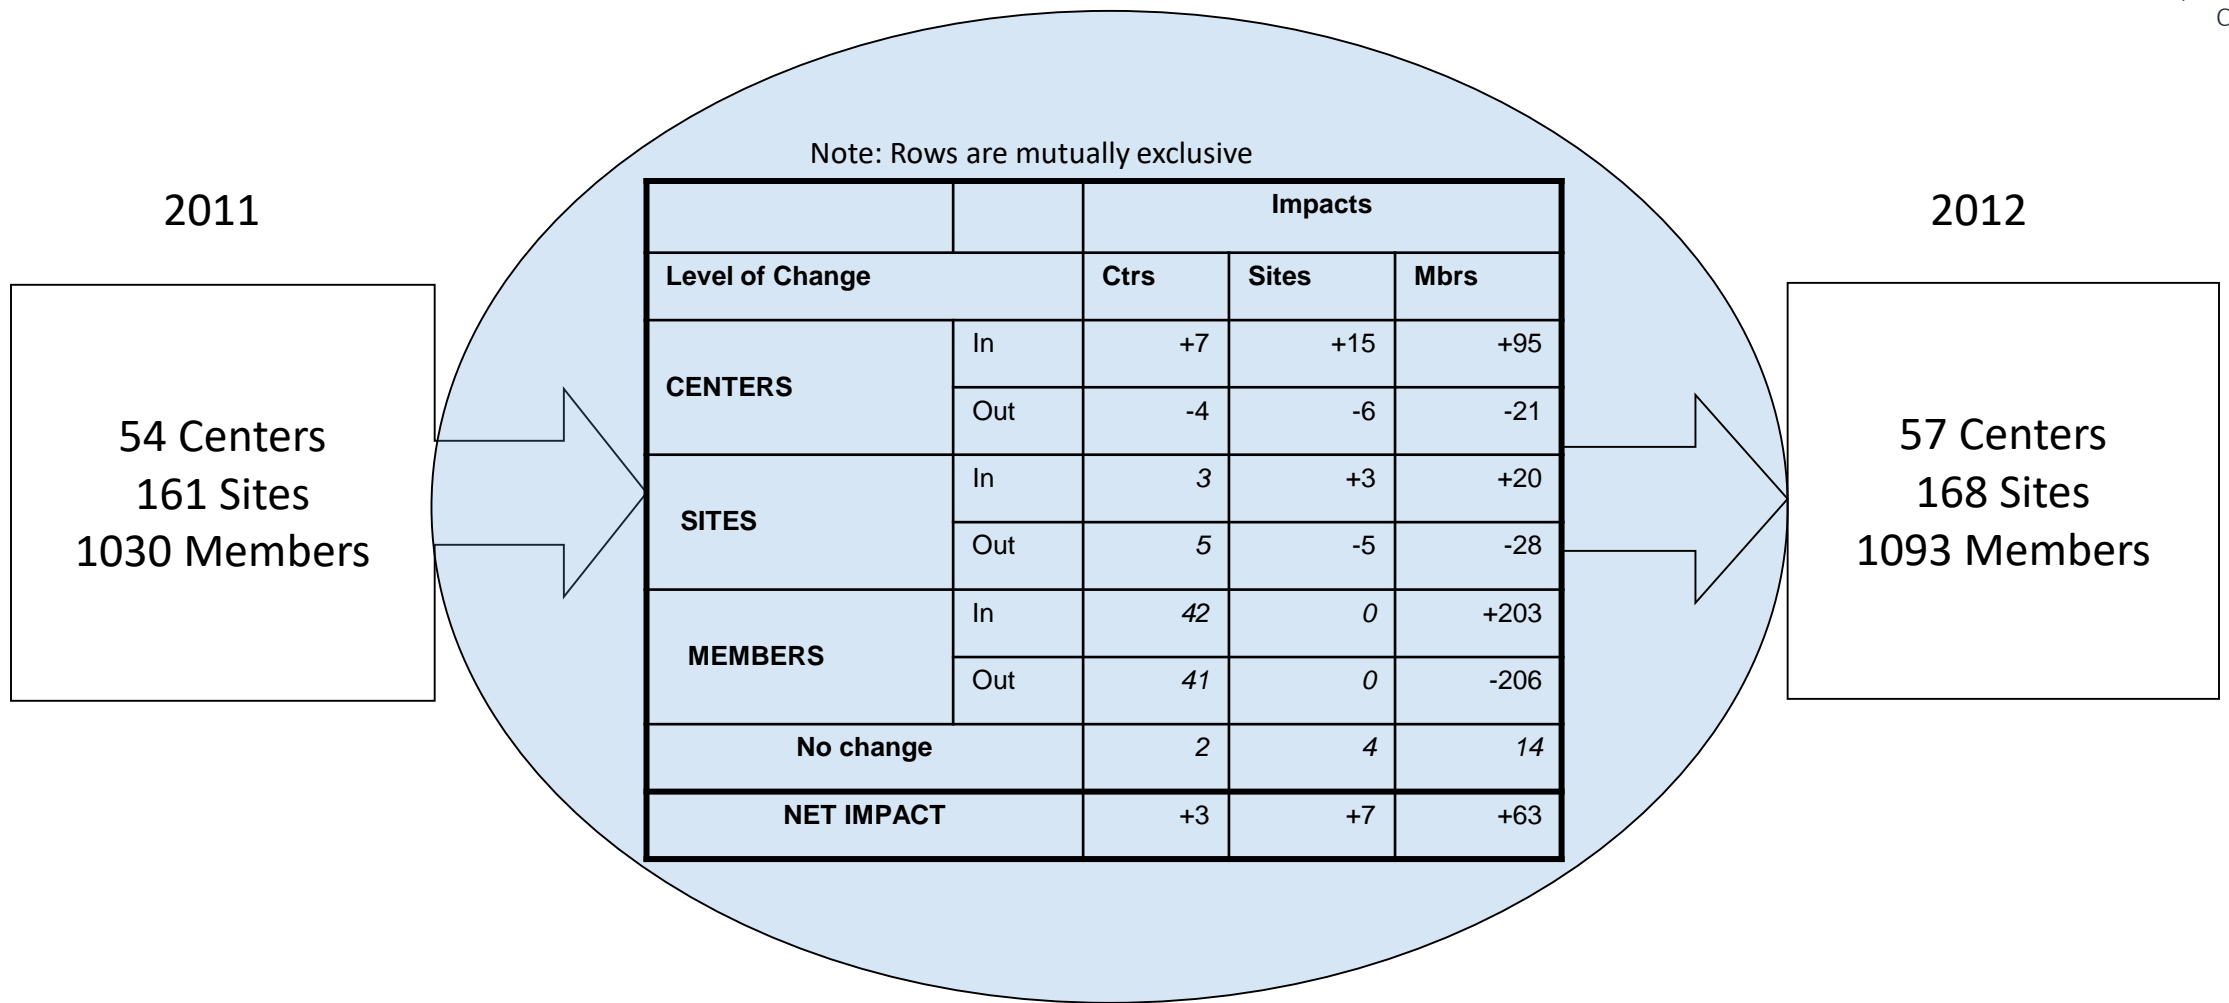 Note: Rows are mutually exclusive
2011
54 Centers
161 Sites
1030 Members
Impacts
Level of Change Ctrs Sites Mbrs
CENTERS In +7 +15 +95
Out -4 -6 -21
SITES In 3 +3 +20
Out 5 -5 -28
MEMBERS In 42 0 +203
Out 41 0 -206
No change 2 4 14
NET IMPACT +3 +7 +63
2012
57 Centers
168 Sites
1093 Members